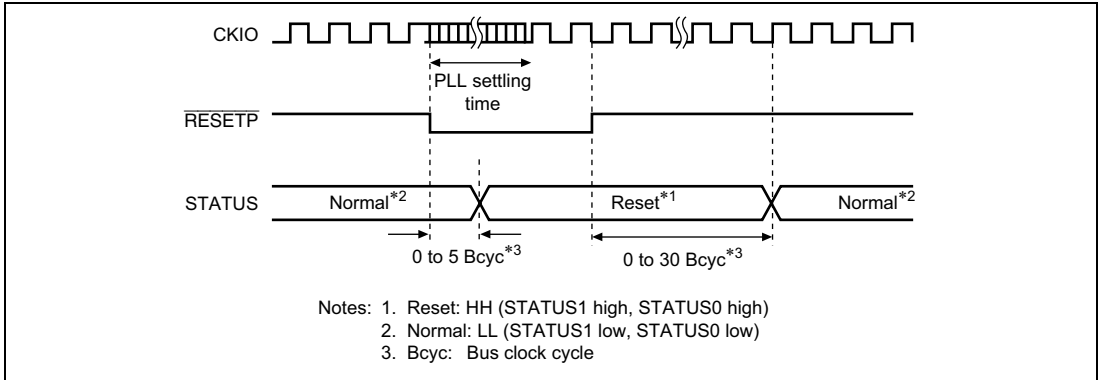 CKIO
PLL settling
time
RESETP
STATUS
Normal*2
Reset*1
Normal*2
0 to 5 Bcyc*3
0 to 30 Bcyc*3
Notes: 1. Reset: HH (STATUS1 high, STATUS0 high)
2. Normal: LL (STATUS1 low, STATUS0 low)
3. Bcyc: Bus clock cycle